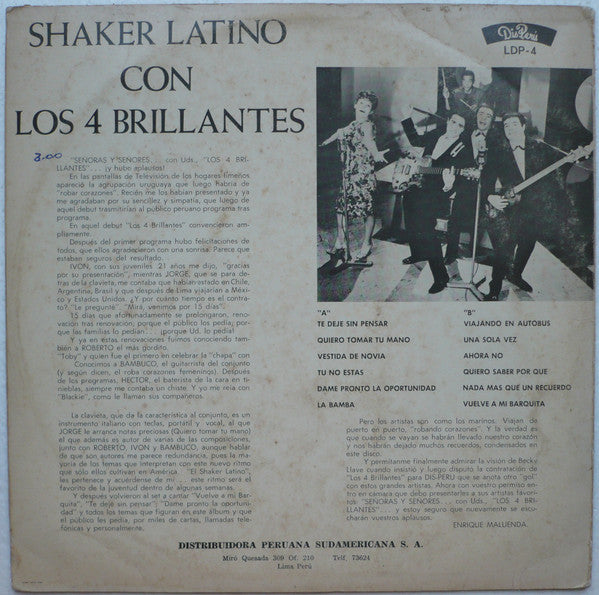 SHAKER LATINO
CON
LOS 4 BRILLANTES
DisPerú
LDP-4
3.00
"SEÑORAS Y SEÑORES... con Uds., "LOS 4 BRI-
LLANTES"... ¡y hubo aplautos!
En las pantallas de Televisión de los hogares limeños
apareció la agrupación uruguaya que luego habría de
"robar corazones". Recién me los habían presentado y ya
me agradaban por su sencillez y simpatía, que luego de
aquel debut trasmitirían al público peruano programa tras
programa.
En aquel debut "Los 4 Brillantes" convencieron am-
pliamente.
Después del primer programa hubo felicitaciones de
todos, que ellos agradecieron con una sonrisa. Parece que
estaban seguros del resultado.
IVON, con sus juveniles 21 años me dijo, "gracias
por su presentación", mientras JORGE, que se para de-
tras de la clavieta, me contaba que habían estado en Chile,
Argentina, Brasil y que después de Lima viajarían a Méxi-
co y Estados Unidos. ¿Y por cuánto tiempo es el contra-
to? "Le pregunté". "Mira, venimos por 15 días".
15 días que afortunadamente se prolongaron, reno-
vación tras renovación; porque el público los pedía; por-
que las familias lo pedían... ¡porque Ud. lo pedía!
Y ya en estas renovaciones fuimos conociendo tam-
bién a ROBERTO el más gordito.
"Toby" y quien fue el primero en celebrar la "chapa" con
Conocimos a BAMBUCO, el guitarrista del conjunto
(y según dicen, el roba corazones femenino). Después de
los programas, HECTOR, el baterista de la cara en ti-
nieblas, siempre me contaba un chiste. Y yo me reía con
"Blackie", como le llaman sus compañeros.
La clavieta, que da la característica al conjunto, es un
instrumento italiano con teclas, portátil y vocal, al que
JORGE le arranca notas preciosas (Quiero tomar tu mano)
el que además es autor de varias de las composiciones,
junto con ROBERTO, IVON y BAMBUCO, aunque hablar
de que son autores me parece redundancia, pues la ma-
yoría de los temas que interpretan con este nuevo ritmo
que sólo ellos cultivan en América. "El Shaker Latino",
les pertenece y acuérdense de mi... este ritmo será el
favorito de la juventud dentro de algunas semanas.
Y después volvieron al set a cantar "Vuelve a mi Bar-
quita", "Te dejé sin pensar"; "Dame pronto la oportuni-
dad" y todos los temas que figuran en este álbum y que
el público les pedía, por miles de cartas, llamadas tele-
fónicas y personalmente.
"A"
TE DEJE SIN PENSAR
QUIERO TOMAR TU MANO
VESTIDA DE NOVIA
TU NO ESTAS
DAME PRONTO LA OPORTUNIDAD
LA BAMBA
"B"
VIAJANDO EN AUTOBUS
UNA SOLA VEZ
AHORA NO
QUIERO SABER POR QUE
NADA MAS QUE UN RECUERDO
VUELVE A MI BARQUITA
Pero los artistas son como los marinos. Viajan de
puerto en puerto, "robando corazones". Y la verdad es
que cuando se vayan se habrán llevado nuestro corazón
y nos habrán dejado muchos recuerdos, condensados en
este disco.
Y permítanme finalmente admirar la visión de Becky
Llave cuando insistió y luego dispuso la contratación de
"Los 4 Brillantes" para DIS-PERU que se anota otro "gol"
con estos grandes artistas. Ahora con vuestro permiso en-
tro en cámara que debo presentarles a sus artistas favori-
tos: "SEÑORAS Y SEÑORES... con Uds., "LOS 4 BRI-
LLANTES"... y estoy seguro que nuevamente se escu-
charán vuestros aplausos.
ENRIQUE MALUENDA.
DISTRIBUIDORA PERUANA SUDAMERICANA S. A.
Miró Quesada 309 Of. 210 Telf. 73624
Lima Perú